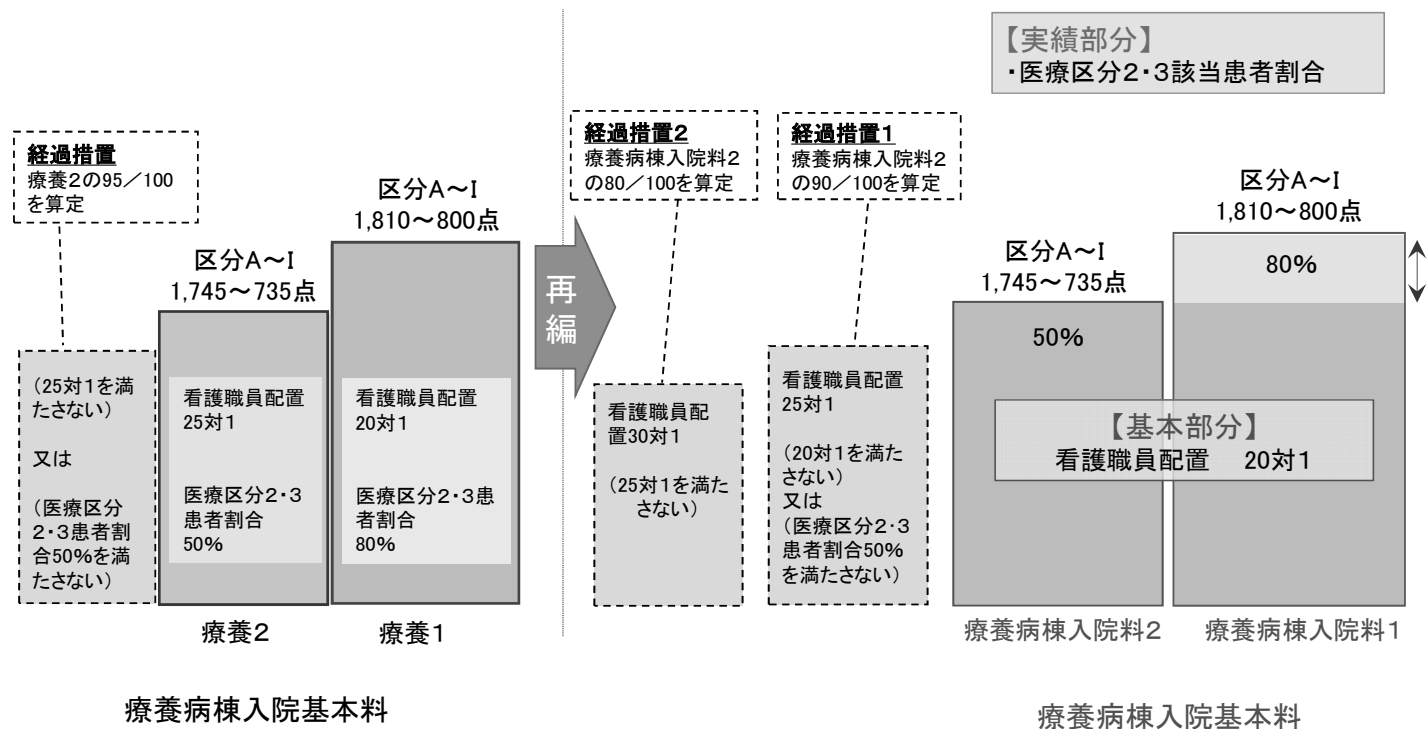 【実績部分】
・医療区分2・3該当患者割合
経過措置
療養2の95／100
を算定
区分A～I
1,745～735点
区分A～I
1,810～800点
(25対1を満
たさない)
又は
(医療区分
2・3患者割
合50%を満
たさない)
看護職員配置
25対1
医療区分2・3
患者割合
50%
看護職員配置
20対1
医療区分2・3患
者割合
80%
療養2
療養1
療養病棟入院基本料
再
編
経過措置2
療養病棟入院料2
の80／100を算定
経過措置1
療養病棟入院料2
の90／100を算定
看護職員配
置30対1
(25対1を満た
さない)
看護職員配置
25対1
(20対1を満た
さない)
又は
(医療区分2・3
患者割合50%
を満たさない)
区分A～I
1,745～735点
区分A～I
1,810～800点
50%
80%
【基本部分】
看護職員配置　20対1
療養病棟入院料2
療養病棟入院料1
療養病棟入院基本料